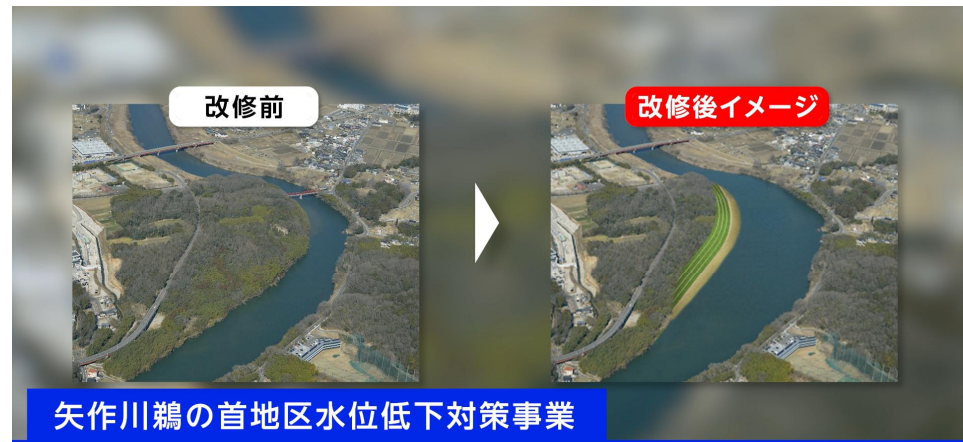 改修前
改修後イメージ
矢作川鵜の首地区水位低下対策事業